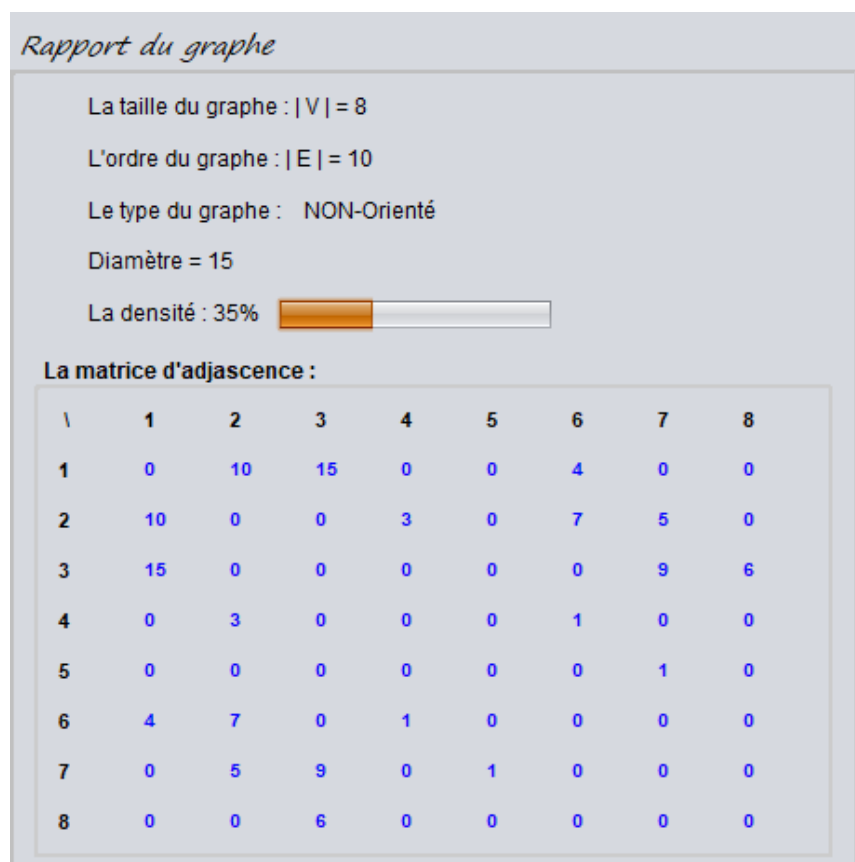 Rapport du graphe
La taille du graphe : | V | = 8
L'ordre du graphe : | E | = 10
Le type du graphe : NON-Orienté
Diamètre = 15
La densité : 35%
La matrice d'adjascence :
\ 1 2 3 4 5 6 7 8
1 0 10 15 0 0 4 0 0
2 10 0 0 3 0 7 5 0
3 15 0 0 0 0 0 9 6
4 0 3 0 0 0 1 0 0
5 0 0 0 0 0 0 1 0
6 4 7 0 1 0 0 0 0
7 0 5 9 0 1 0 0 0
8 0 0 6 0 0 0 0 0